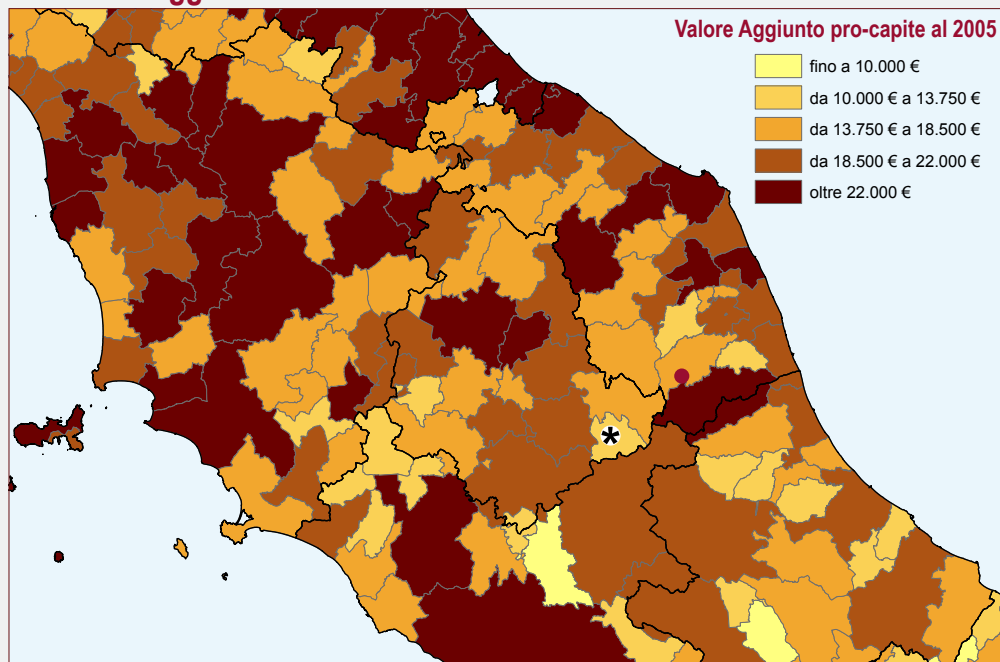 Valore Aggiunto pro-capite al 2005
fino a 10.000 €
da 10.000 € a 13.750 €
da 13.750 € a 18.500 €
da 18.500 € a 22.000 €
oltre 22.000 €
*